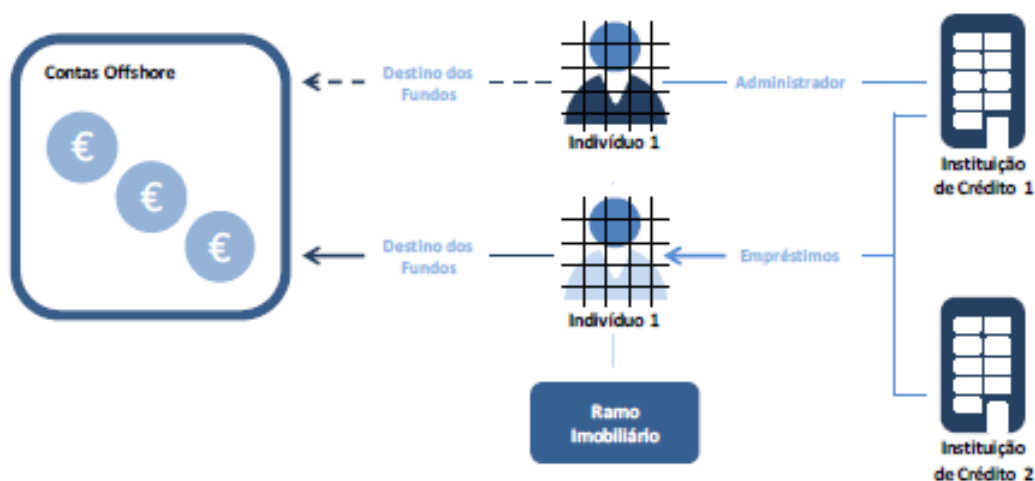 Contas Offshore
€
€
€
Destino dos
Fundos
Indivíduo 1
Administrador
Instituição
de Crédito 1
Destino dos
Fundos
Indivíduo 1
Empréstimos
Ramo
Imobiliário
Instituição
de Crédito 2